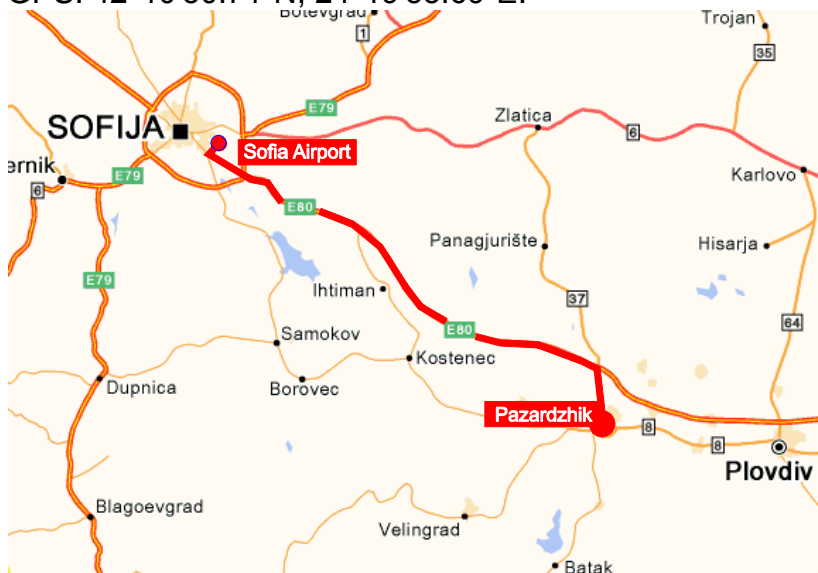 Botevgrad
Trojan
1
35
E79
SOFIJA
Zlatica
6
Sofia Airport
ernik
E79
6
Karlovo
E80
Panagjurište
Hisarja
E79
Ihtiman
37
64
E80
Samokov
Kostenec
Dupnica
Borovec
Pazardzhik
8
8
Plovdiv
Blagoevgrad
Velingrad
Batak